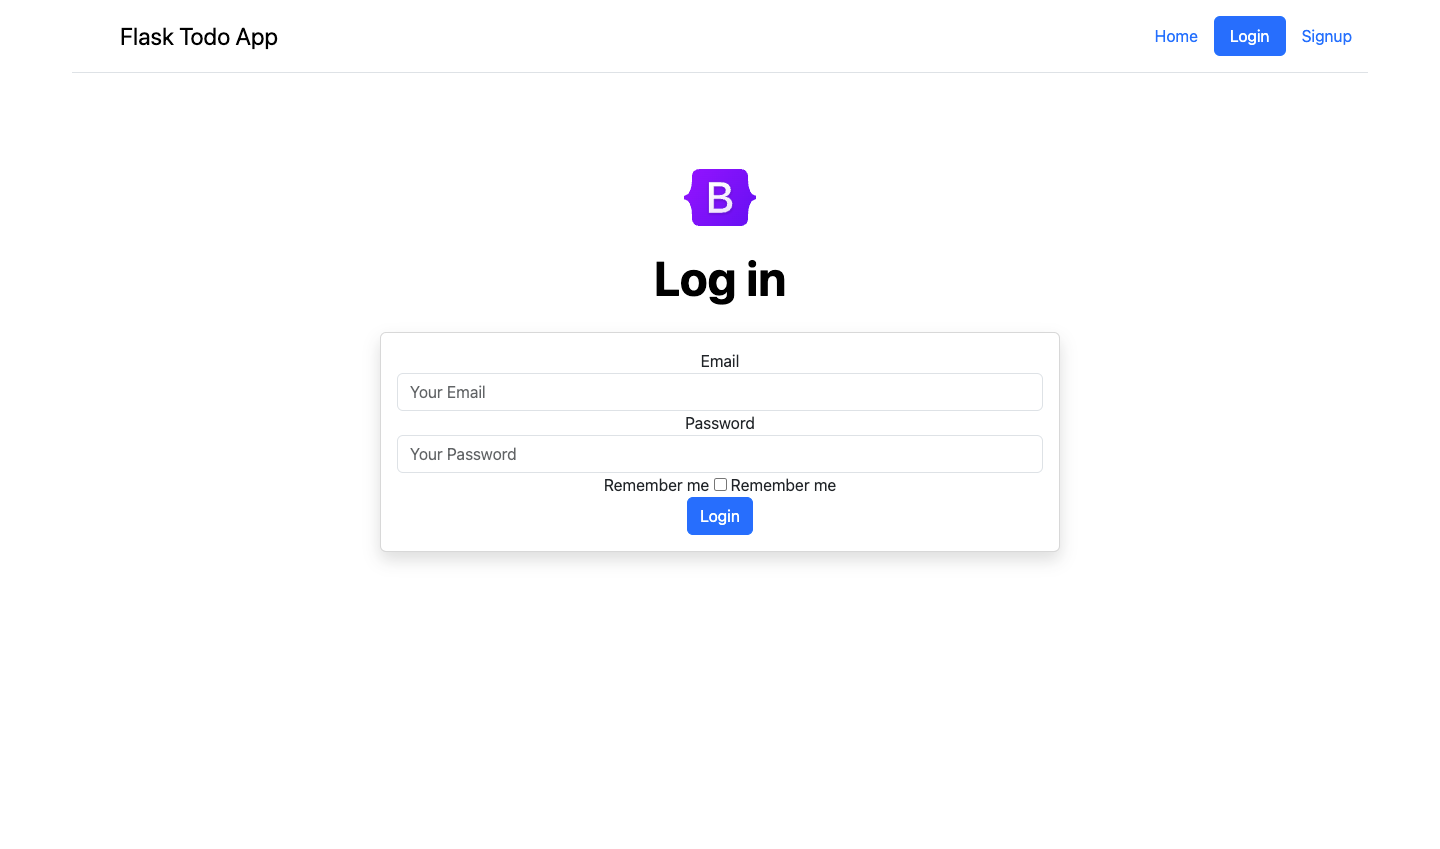 Flask Todo App
Home Login Signup
B
Log in
Email
Your Email
Password
Your Password
Remember me Remember me
Login